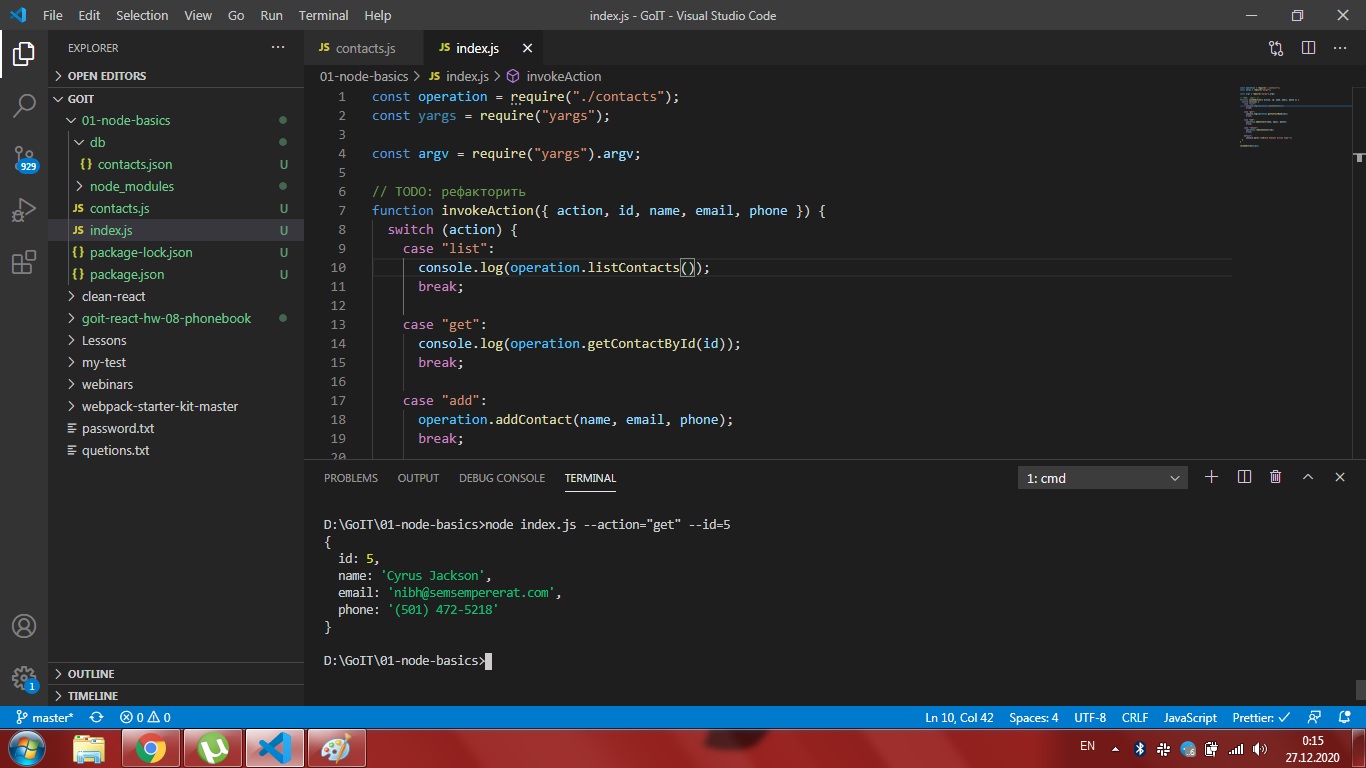 File Edit Selection View Go Run Terminal Help
index.js - GoIT - Visual Studio Code
EXPLORER
OPEN EDITORS
GOIT
01-node-basics
db
{} contacts.json U
node_modules
JS contacts.js U
JS index.js U
{} package-lock.json U
{} package.json U
clean-react
goit-react-hw-08-phonebook
Lessons
my-test
webinars
webpack-starter-kit-master
password.txt
quetions.txt
OUTLINE
TIMELINE
929
1
JS contacts.js JS index.js
01-node-basics > JS index.js > invokeAction
1 const operation = require("./contacts");
2 const yargs = require("yargs");
3
4 const argv = require("yargs").argv;
5
6 // TODO: рефакторить
7 function invokeAction({ action, id, name, email, phone }) {
8 switch (action) {
9 case "list":
10 console.log(operation.listContacts());
11 break;
12
13 case "get":
14 console.log(operation.getContactById(id));
15 break;
16
17 case "add":
18 operation.addContact(name, email, phone);
19 break;
20
PROBLEMS OUTPUT DEBUG CONSOLE TERMINAL
1: cmd
D:\GoIT\01-node-basics>node index.js --action="get" --id=5
{
id: 5,
name: 'Cyrus Jackson',
email: 'nibh@semsempererat.com',
phone: '(501) 472-5218'
}
D:\GoIT\01-node-basics>
master* 0 0
Ln 10, Col 42 Spaces: 4 UTF-8 CRLF JavaScript Prettier: ✓
EN
0:15
27.12.2020